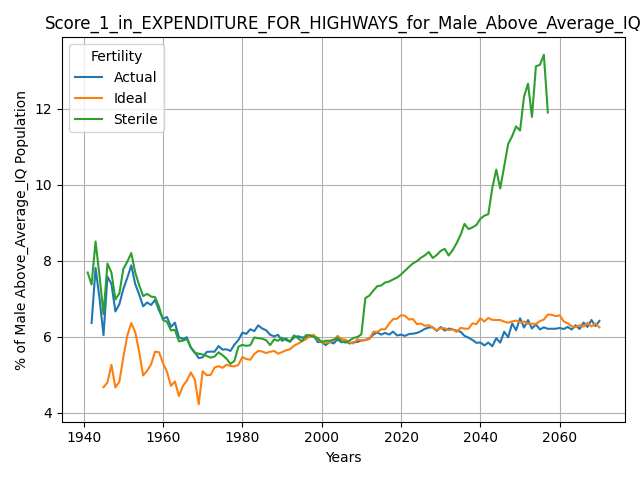 Score_1_in_EXPENDITURE_FOR_HIGHWAYS_for_Male_Above_Average_IQ
Fertility
Actual
Ideal
Sterile
% of Male Above_Average_IQ Population
12
10
8
6
4
1940 1960 1980 2000 2020 2040 2060
Years